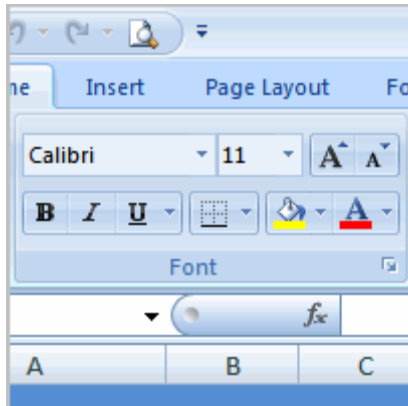 ne Insert Page Layout Fo
Calibri 11 A A
B I U A
Font
fx
A B C